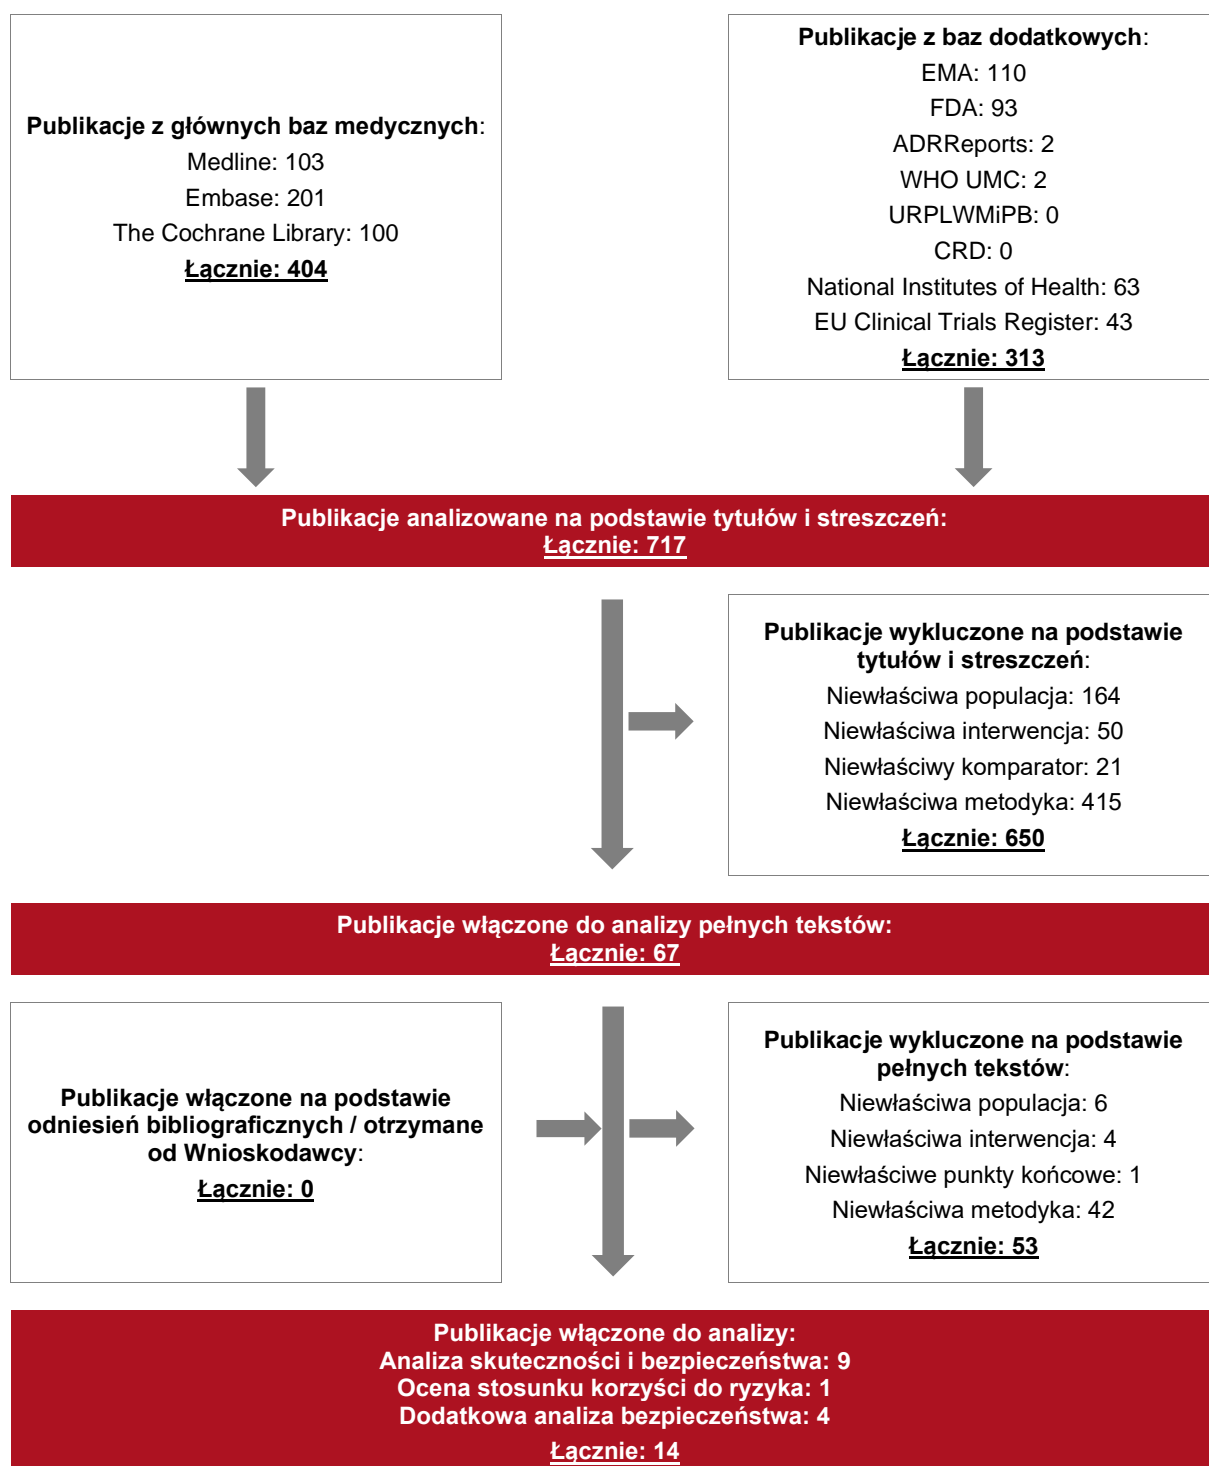 Publikacje z głównych baz medycznych:
Medline: 103
Embase: 201
The Cochrane Library: 100
Łącznie: 404
Publikacje z baz dodatkowych:
EMA: 110
FDA: 93
ADRReports: 2
WHO UMC: 2
URPLWMiPB: 0
CRD: 0
National Institutes of Health: 63
EU Clinical Trials Register: 43
Łącznie: 313
Publikacje analizowane na podstawie tytułów i streszczeń:
Łącznie: 717
Publikacje wykluczone na podstawie
tytułów i streszczeń:
Niewłaściwa populacja: 164
Niewłaściwa interwencja: 50
Niewłaściwy komparator: 21
Niewłaściwa metodyka: 415
Łącznie: 650
Publikacje włączone do analizy pełnych tekstów:
Łącznie: 67
Publikacje włączone na podstawie
odniesień bibliograficznych / otrzymane
od Wnioskodawcy:
Łącznie: 0
Publikacje wykluczone na podstawie
pełnych tekstów:
Niewłaściwa populacja: 6
Niewłaściwa interwencja: 4
Niewłaściwe punkty końcowe: 1
Niewłaściwa metodyka: 42
Łącznie: 53
Publikacje włączone do analizy:
Analiza skuteczności i bezpieczeństwa: 9
Ocena stosunku korzyści do ryzyka: 1
Dodatkowa analiza bezpieczeństwa: 4
Łącznie: 14